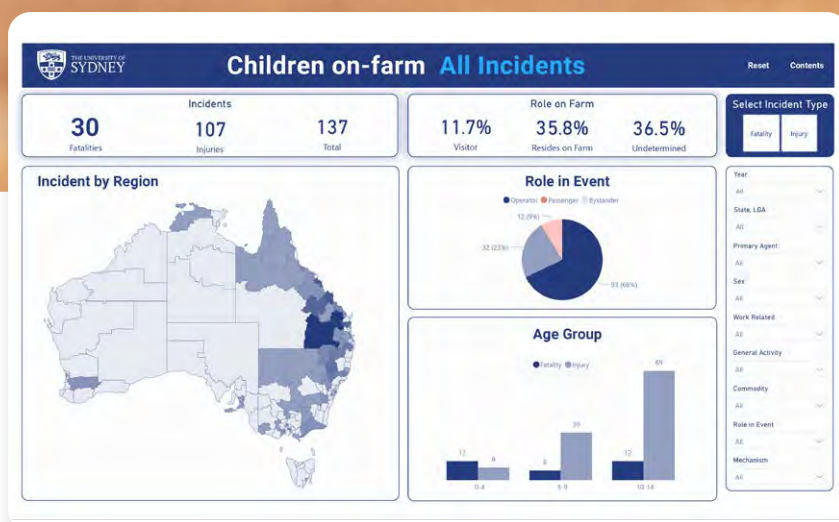 THE UNIVERSITY OF
SYDNEY
Children on-farm All Incidents
Reset Contents
Incidents
30 107 137
Fatalities Injuries Total
Role on Farm
11.7% 35.8% 36.5%
Visitor Resides on Farm Undetermined
Select Incident Type
Fatality Injury
Incident by Region
Role in Event
Operator Passenger Bystander
12 (9%)
32 (23%)
93 (68%)
Age Group
Fatality Injury
12 8 39 12 69
0-4 5-9 10-14
Year
All
State, LGA
All
Primary Agent
All
Sex
All
Work Related
All
General Activity
All
Commodity
All
Role in Event
All
Mechanism
All